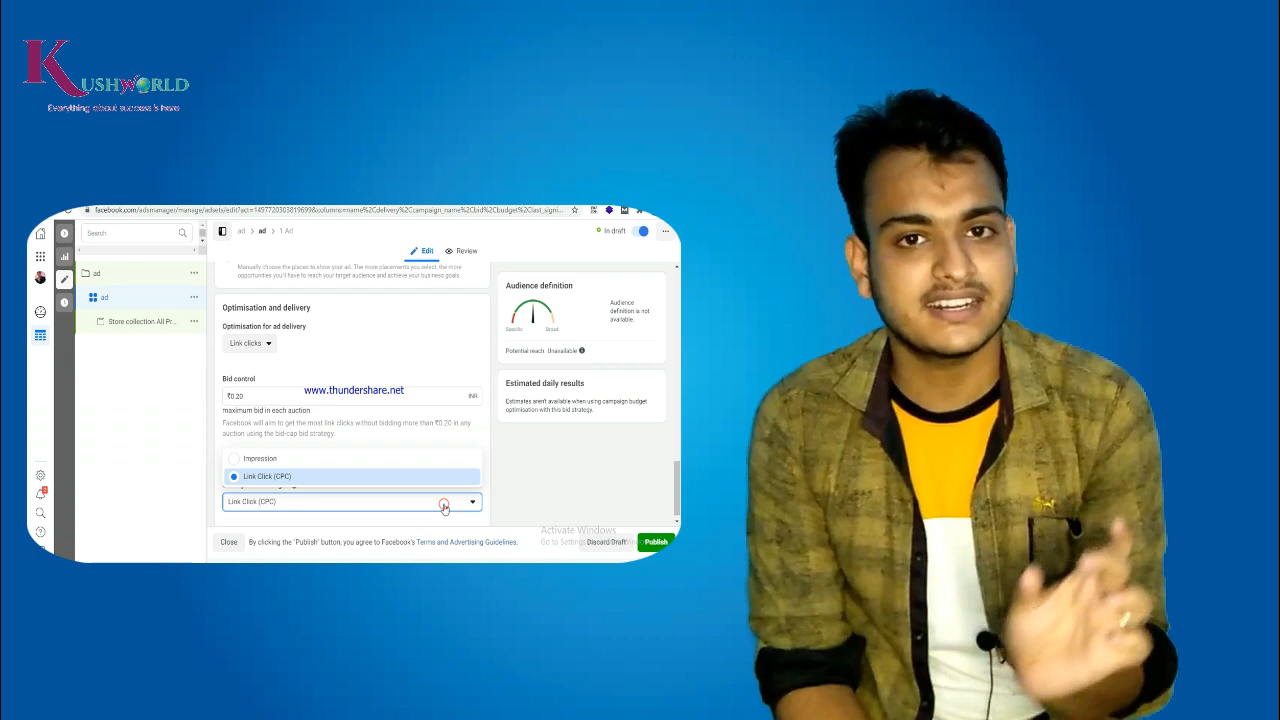 KUSHWORLD
Everything about success's here
facebook.com/adsmanager/manage/adsets/edit?act=1497720303819699&columns=name%2Cdelivery%2Ccampaign_name%2Cbid%2Cbudget%2Clast_signi...
Search
ad > ad > 1 Ad
In draft
Edit
Review
ad
ad
Store collection All Pr...
Manually choose the places to show your ad. The more placements you select, the more
opportunities you'll have to reach your target audience and achieve your business goals.
Optimisation and delivery
Optimisation for ad delivery
Link clicks
Bid control
www.thundershare.net
₹0.20
INR
maximum bid in each auction
Facebook will aim to get the most link clicks without bidding more than ₹0.20 in any
auction using the bid-cap bid strategy.
Impression
Link Click (CPC)
Link Click (CPC)
Audience definition
Audience
definition is not
available.
Specific
Broad
Potential reach: Unavailable
Estimated daily results
Estimates aren't available when using campaign budget
optimisation with this bid strategy.
Activate Windows
Close
By clicking the "Publish" button, you agree to Facebook's Terms and Advertising Guidelines.
Go to Settings
Discard Draft
Publish